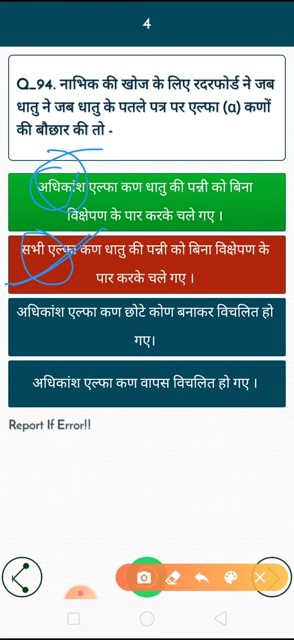 4
Q_94. नाभिक की खोज के लिए रदरफोर्ड ने जब
धातु ने जब धातु के पतले पत्र पर एल्फा (α) कणों
की बौछार की तो -
अधिकांश एल्फा कण धातु की पन्नी को बिना
विक्षेपण के पार करके चले गए ।
सभी एल्फा कण धातु की पन्नी को बिना विक्षेपण के
पार करके चले गए ।
अधिकांश एल्फा कण छोटे कोण बनाकर विचलित हो
गए।
अधिकांश एल्फा कण वापस विचलित हो गए ।
Report If Error!!